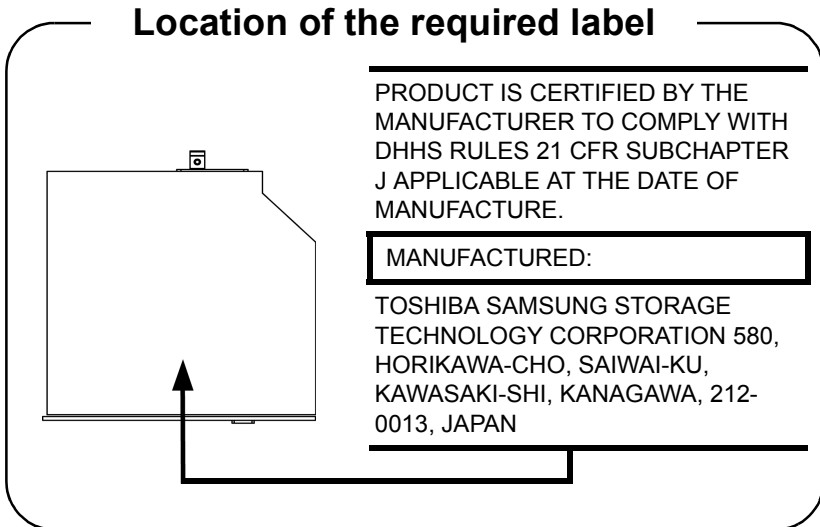 Location of the required label
PRODUCT IS CERTIFIED BY THE
MANUFACTURER TO COMPLY WITH
DHHS RULES 21 CFR SUBCHAPTER
J APPLICABLE AT THE DATE OF
MANUFACTURE.
MANUFACTURED:
TOSHIBA SAMSUNG STORAGE
TECHNOLOGY CORPORATION 580,
HORIKAWA-CHO, SAIWAI-KU,
KAWASAKI-SHI, KANAGAWA, 212-
0013, JAPAN